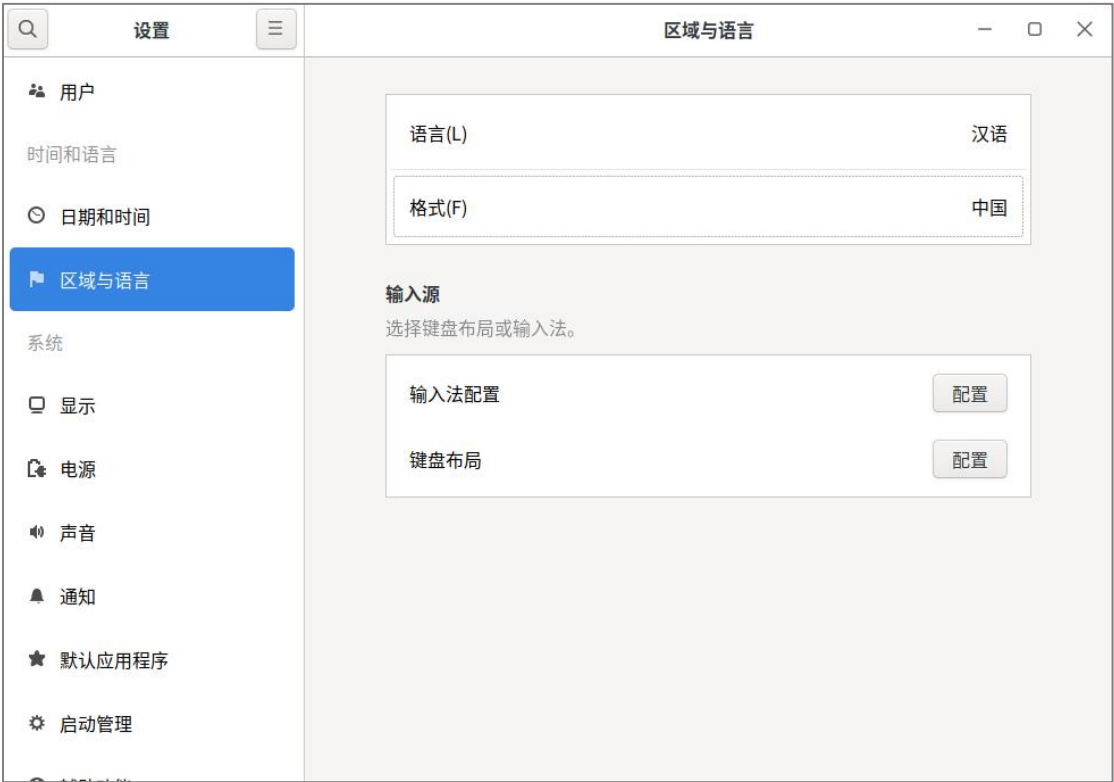 设置
用户
时间和语言
日期和时间
区域与语言
系统
显示
电源
声音
通知
默认应用程序
启动管理
区域与语言
语言(L) 汉语
格式(F) 中国
输入源
选择键盘布局或输入法。
输入法配置 配置
键盘布局 配置